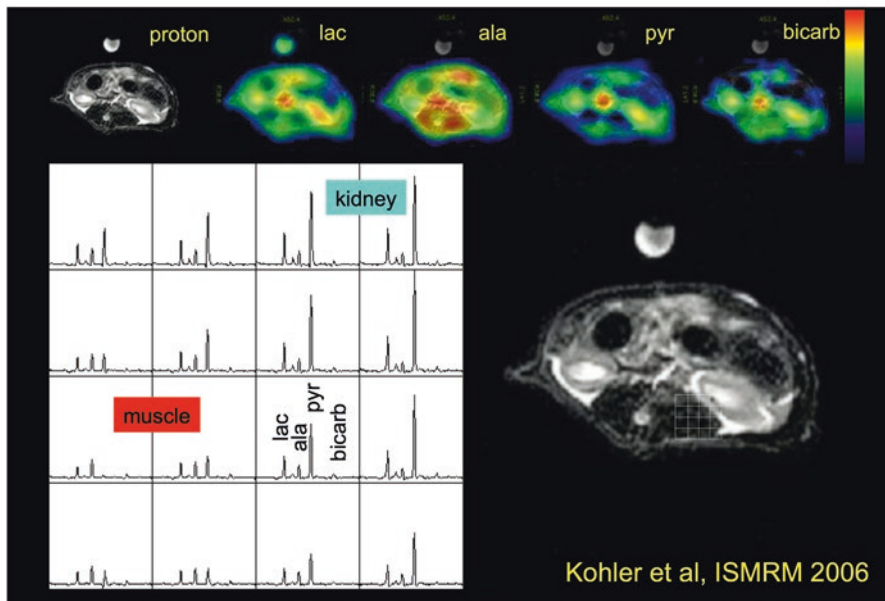 proton
lac
ala
pyr
bicarb
kidney
muscle
lac
ala
pyr
bicarb
Kohler et al, ISMRM 2006